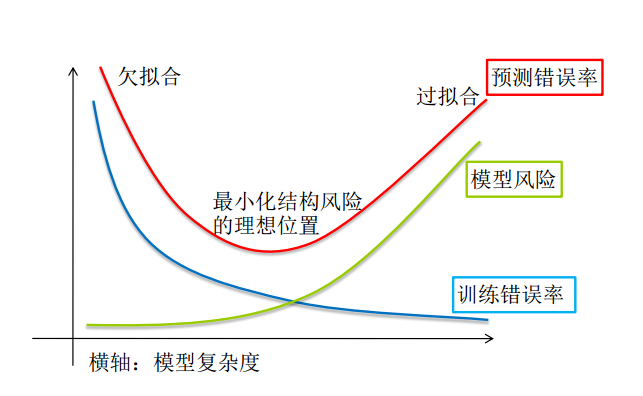 欠拟合
预测错误率
过拟合
模型风险
最小化结构风险
的理想位置
训练错误率
横轴：模型复杂度